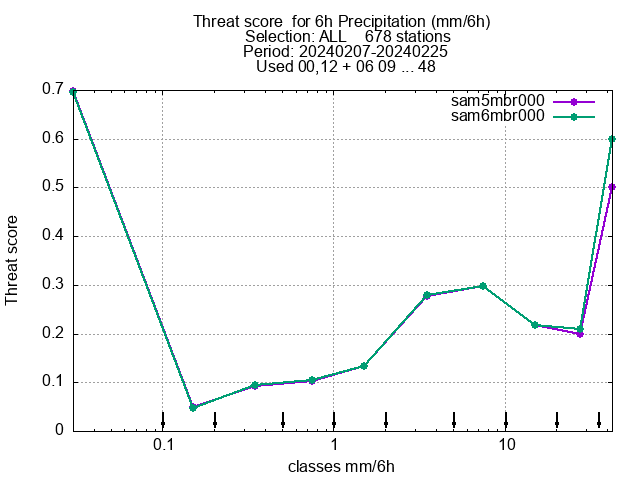 Threat score  for 6h Precipitation (mm/6h)
Selection: ALL    678 stations
Period: 20240207-20240225
Used 00,12 + 06 09 ... 48
sam5mbr000
sam6mbr000
0.7
0.6
0.5
0.4
0.3
0.2
0.1
0
Threat score
0.1
1
10
classes mm/6h